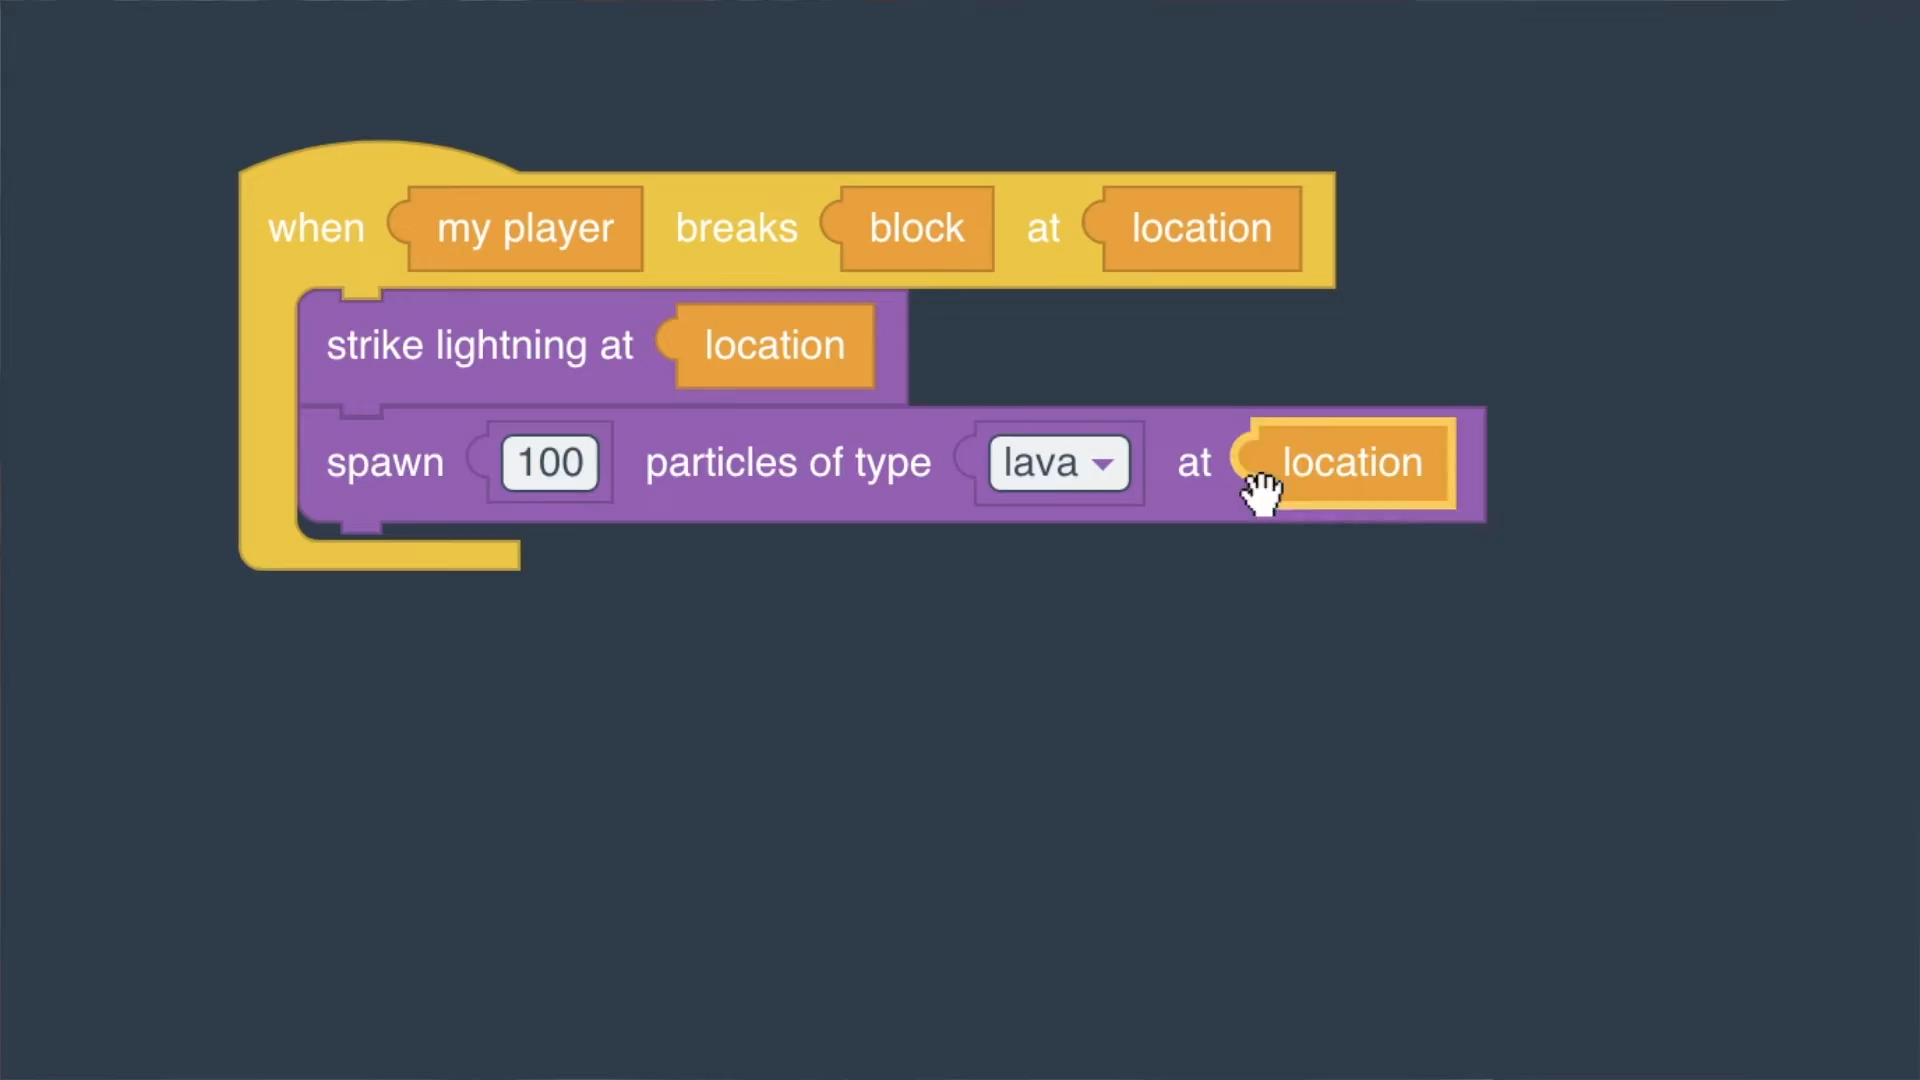 when my player breaks block at location
strike lightning at location
spawn 100 particles of type lava at location